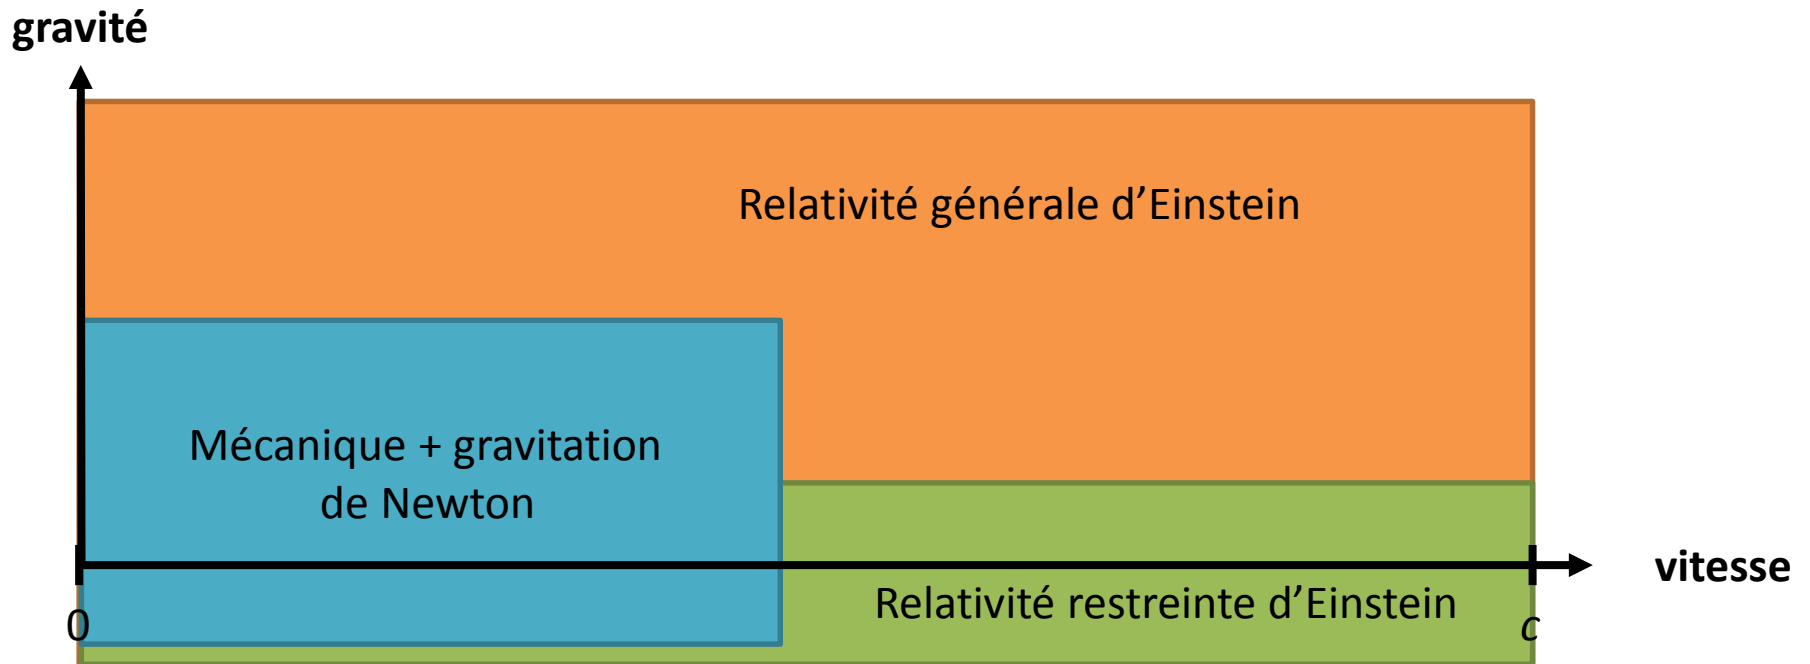 gravité
Relativité générale d’Einstein
Mécanique + gravitation
de Newton
vitesse
Relativité restreinte d’Einstein
0
c